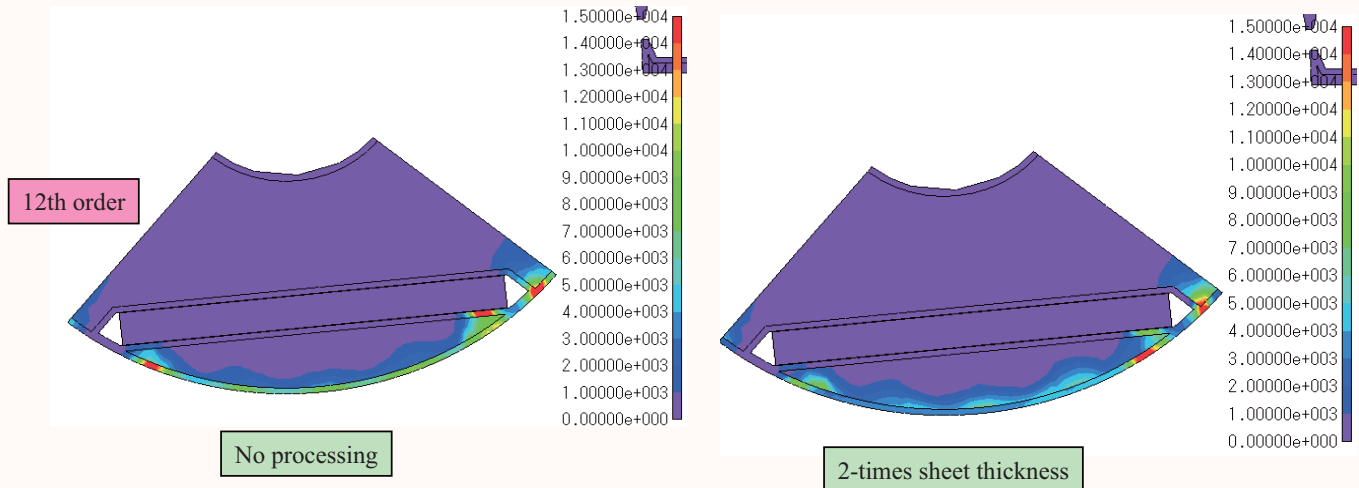 1.50000e+004
1.40000e+004
1.30000e+004
1.20000e+004
1.10000e+004
1.00000e+004
9.00000e+003
8.00000e+003
7.00000e+003
6.00000e+003
5.00000e+003
4.00000e+003
3.00000e+003
2.00000e+003
1.00000e+003
0.00000e+000
12th order
No processing
1.50000e+004
1.40000e+004
1.30000e+004
1.20000e+004
1.10000e+004
1.00000e+004
9.00000e+003
8.00000e+003
7.00000e+003
6.00000e+003
5.00000e+003
4.00000e+003
3.00000e+003
2.00000e+003
1.00000e+003
0.00000e+000
2-times sheet thickness